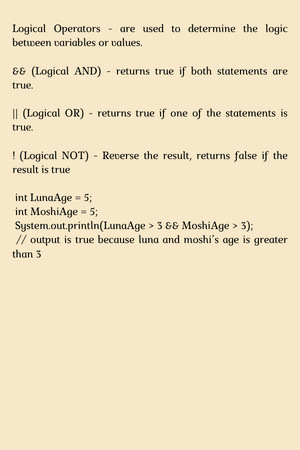 Logical Operators - are used to determine the logic
between variables or values.
&& (Logical AND) - returns true if both statements are
true.
|| (Logical OR) - returns true if one of the statements is
true.
! (Logical NOT) - Reverse the result, returns false if the
result is true
int LunaAge = 5;
int MoshiAge = 5;
System.out.println(LunaAge > 3 && MoshiAge > 3);
// output is true because luna and moshi's age is greater
than 3